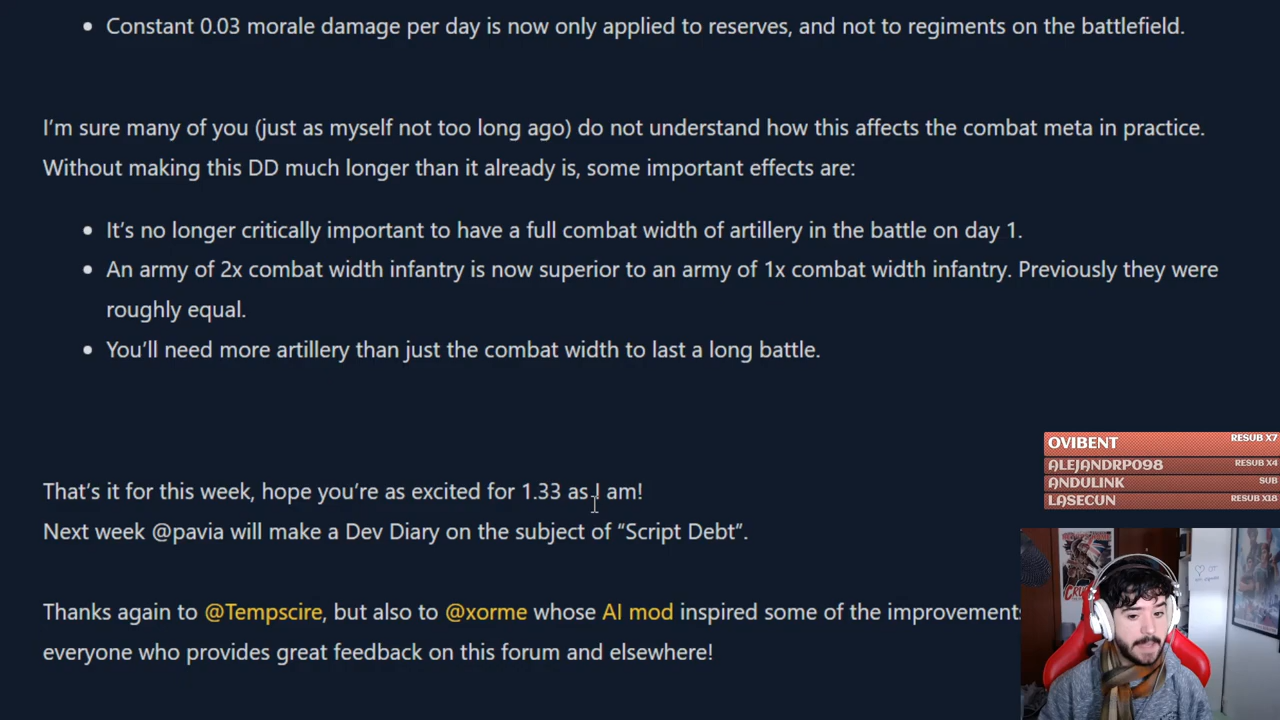 Constant 0.03 morale damage per day is now only applied to reserves, and not to regiments on the battlefield.
I'm sure many of you (just as myself not too long ago) do not understand how this affects the combat meta in practice.
Without making this DD much longer than it already is, some important effects are:
It's no longer critically important to have a full combat width of artillery in the battle on day 1.
An army of 2x combat width infantry is now superior to an army of 1x combat width infantry. Previously they were
roughly equal.
You'll need more artillery than just the combat width to last a long battle.
OVIBENT RESUB X7
ALEJANDRP098 RESUB X4
ANDULINK SUB
LASECUN RESUB X18
That's it for this week, hope you're as excited for 1.33 as I am!
Next week @pavia will make a Dev Diary on the subject of “Script Debt”.
Thanks again to @Tempscire, but also to @xorme whose AI mod inspired some of the improvements
everyone who provides great feedback on this forum and elsewhere!